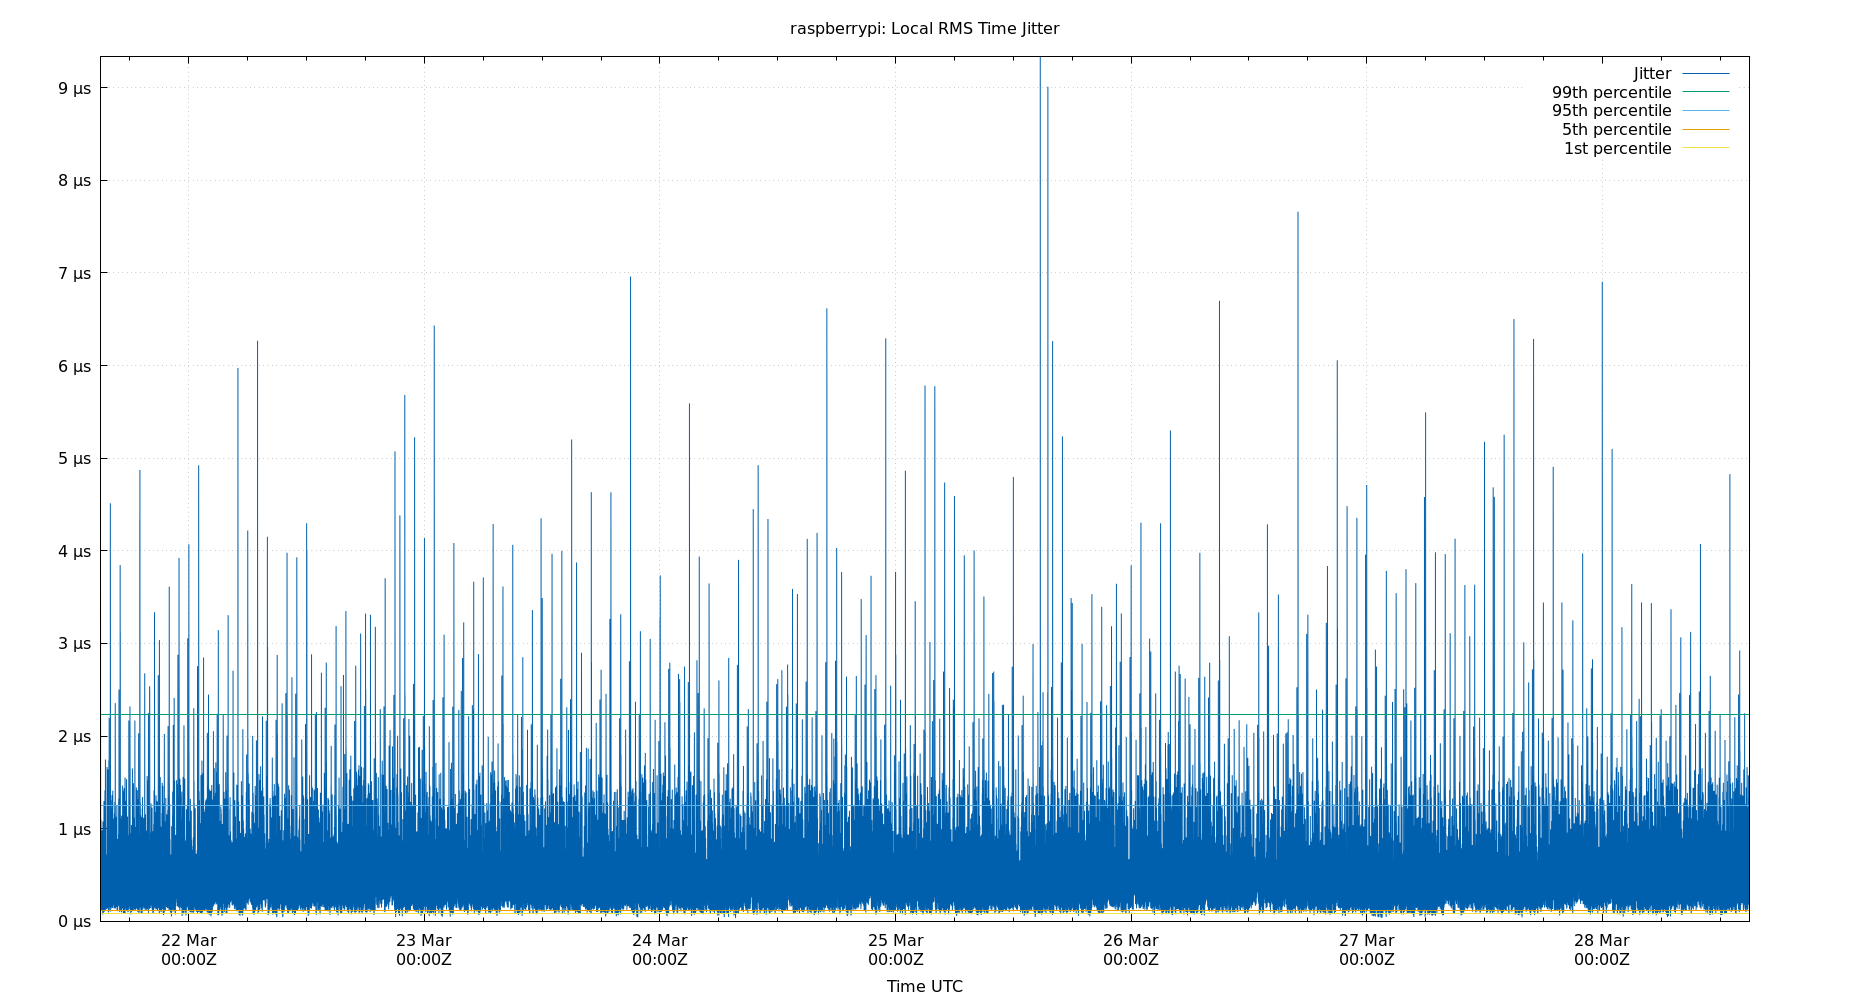 raspberrypi: Local RMS Time Jitter
Jitter
99th percentile
95th percentile
5th percentile
1st percentile
9 µs
8 µs
7 µs
6 µs
5 µs
4 µs
3 µs
2 µs
1 µs
0 µs
22 Mar 23 Mar 24 Mar 25 Mar 26 Mar 27 Mar 28 Mar
00:00Z 00:00Z 00:00Z 00:00Z 00:00Z 00:00Z 00:00Z
Time UTC